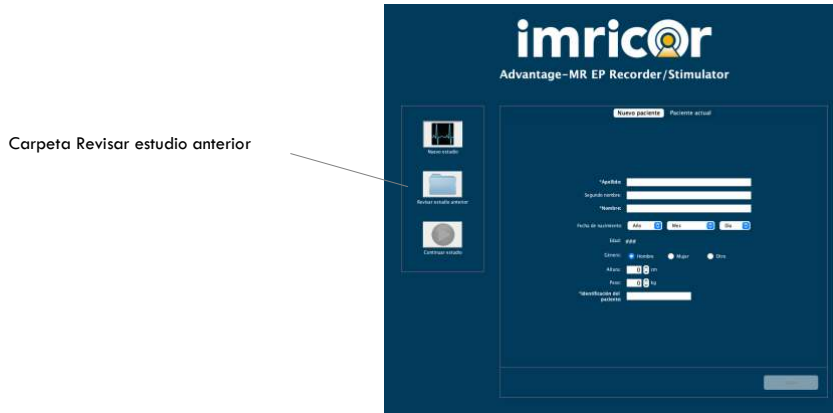 imricor
Advantage-MR EP Recorder/Stimulator
Carpeta Revisar estudio anterior
Nuevo estudio
Revisar estudio anterior
Continuar estudio
Nuevo paciente Paciente actual
*Apellido:
Segundo nombre:
*Nombre:
Fecha de nacimiento: Año Mes Día
Edad: ###
Género: Hombre Mujer Otro
Altura: 0 cm
Peso: 0 kg
*Identificación del
paciente: